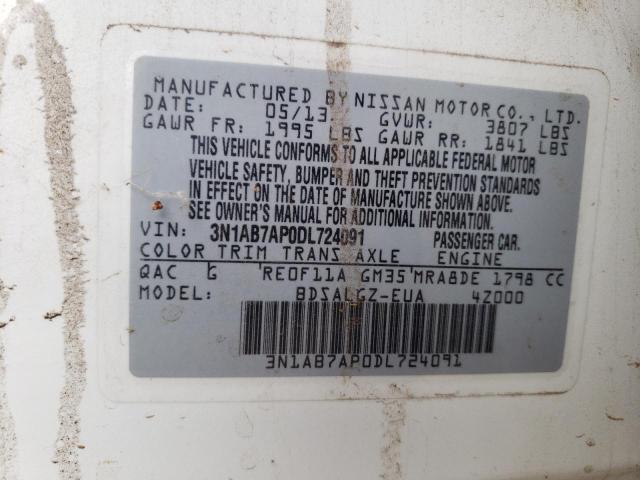 MANUFACTURED BY NISSAN MOTOR CO., LTD.
DATE: 05/13 GVWR: 3807 LBS
GAWR FR: 1995 LBS GAWR RR: 1841 LBS
THIS VEHICLE CONFORMS TO ALL APPLICABLE FEDERAL MOTOR
VEHICLE SAFETY, BUMPER AND THEFT PREVENTION STANDARDS
IN EFFECT ON THE DATE OF MANUFACTURE SHOWN ABOVE.
SEE OWNER'S MANUAL FOR ADDITIONAL INFORMATION.
VIN: 3N1AB7AP0DL724091 PASSENGER CAR.
COLOR TRIM TRANS AXLE ENGINE
QAC G RE0F11A GM35 MRA8DE 1798 CC
MODEL: BDSALGZ-EUA 4Z000
3N1AB7AP0DL724091